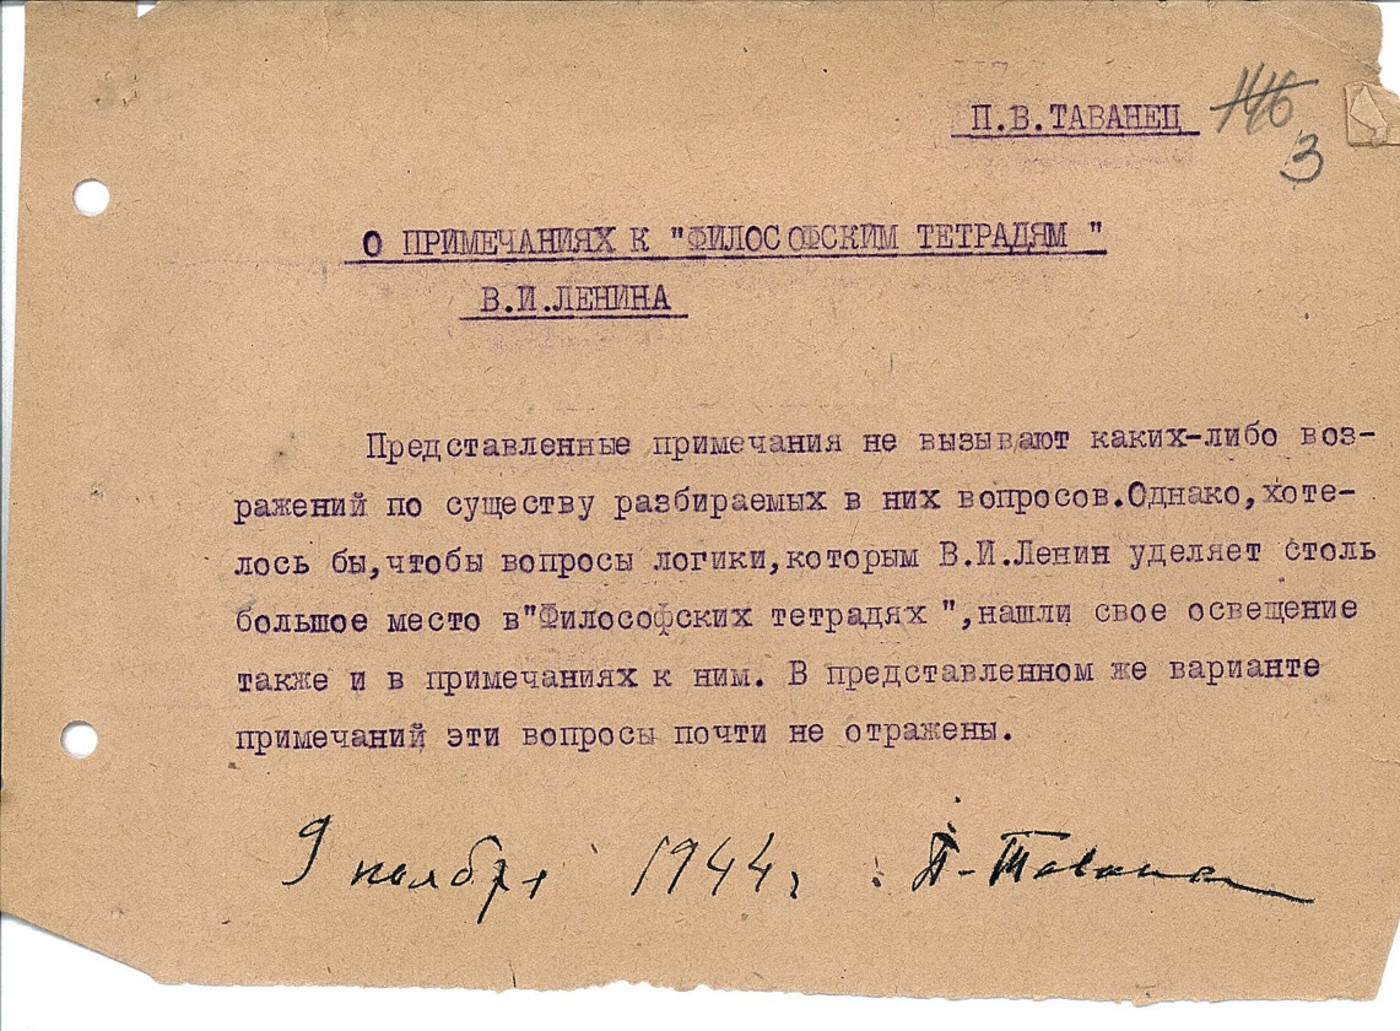 П.В.ТАВАНЕЦ 146
3
О ПРИМЕЧАНИЯХ К "ФИЛОСОФСКИМ ТЕТРАДЯМ"
В.И.ЛЕНИНА
Представленные примечания не вызывают каких-либо воз-
ражений по существу разбираемых в них вопросов.Однако,хоте-
лось бы,чтобы вопросы логики,которым В.И.Ленин уделяет столь
большое место в"Философских тетрадях",нашли свое освещение
также и в примечаниях к ним. В представленном же варианте
примечаний эти вопросы почти не отражены.
9 ноября 1944 г. П. Таванец